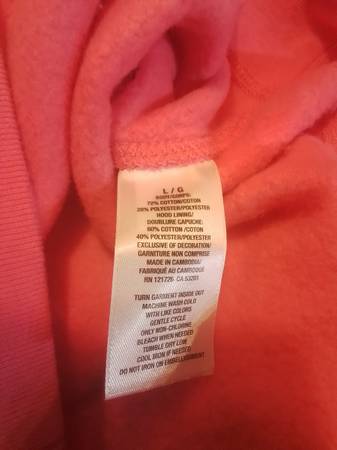 L / G
BODY/CORPS:
72% COTTON/COTON
28% POLYESTER/POLYESTER
HOOD LINING/
DOUBLURE CAPUCHE:
60% COTTON/COTON
40% POLYESTER/POLYESTER
EXCLUSIVE OF DECORATION/
GARNITURE NON COMPRISE
MADE IN CAMBODIA/
FABRIQUÉ AU CAMBODGE
RN 121726 CA 53201
TURN GARMENT INSIDE OUT
MACHINE WASH COLD
WITH LIKE COLORS
GENTLE CYCLE
ONLY NON-CHLORINE
BLEACH WHEN NEEDED
TUMBLE DRY LOW
COOL IRON IF NEEDED
DO NOT IRON ON EMBELLISHMENT